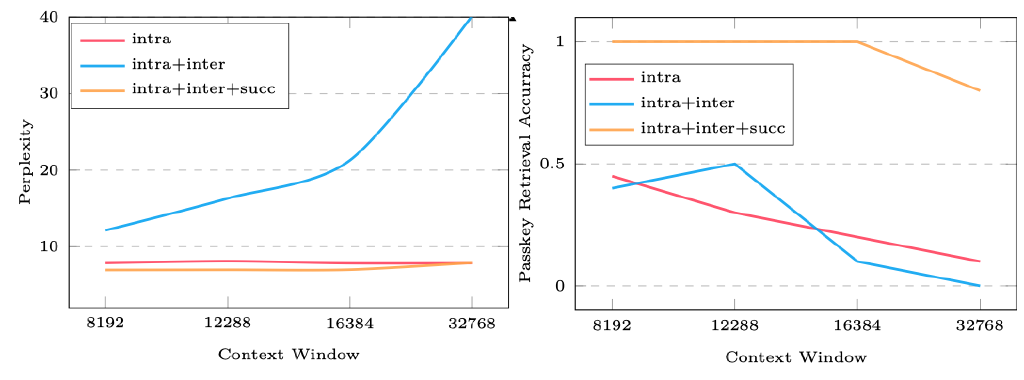 40
30
20
10
Perplexity
intra
intra+inter
intra+inter+succ
8192
12288
16384
32768
Context Window
1
0.5
0
Passkey Retrieval Accurracy
intra
intra+inter
intra+inter+succ
8192
12288
16384
32768
Context Window